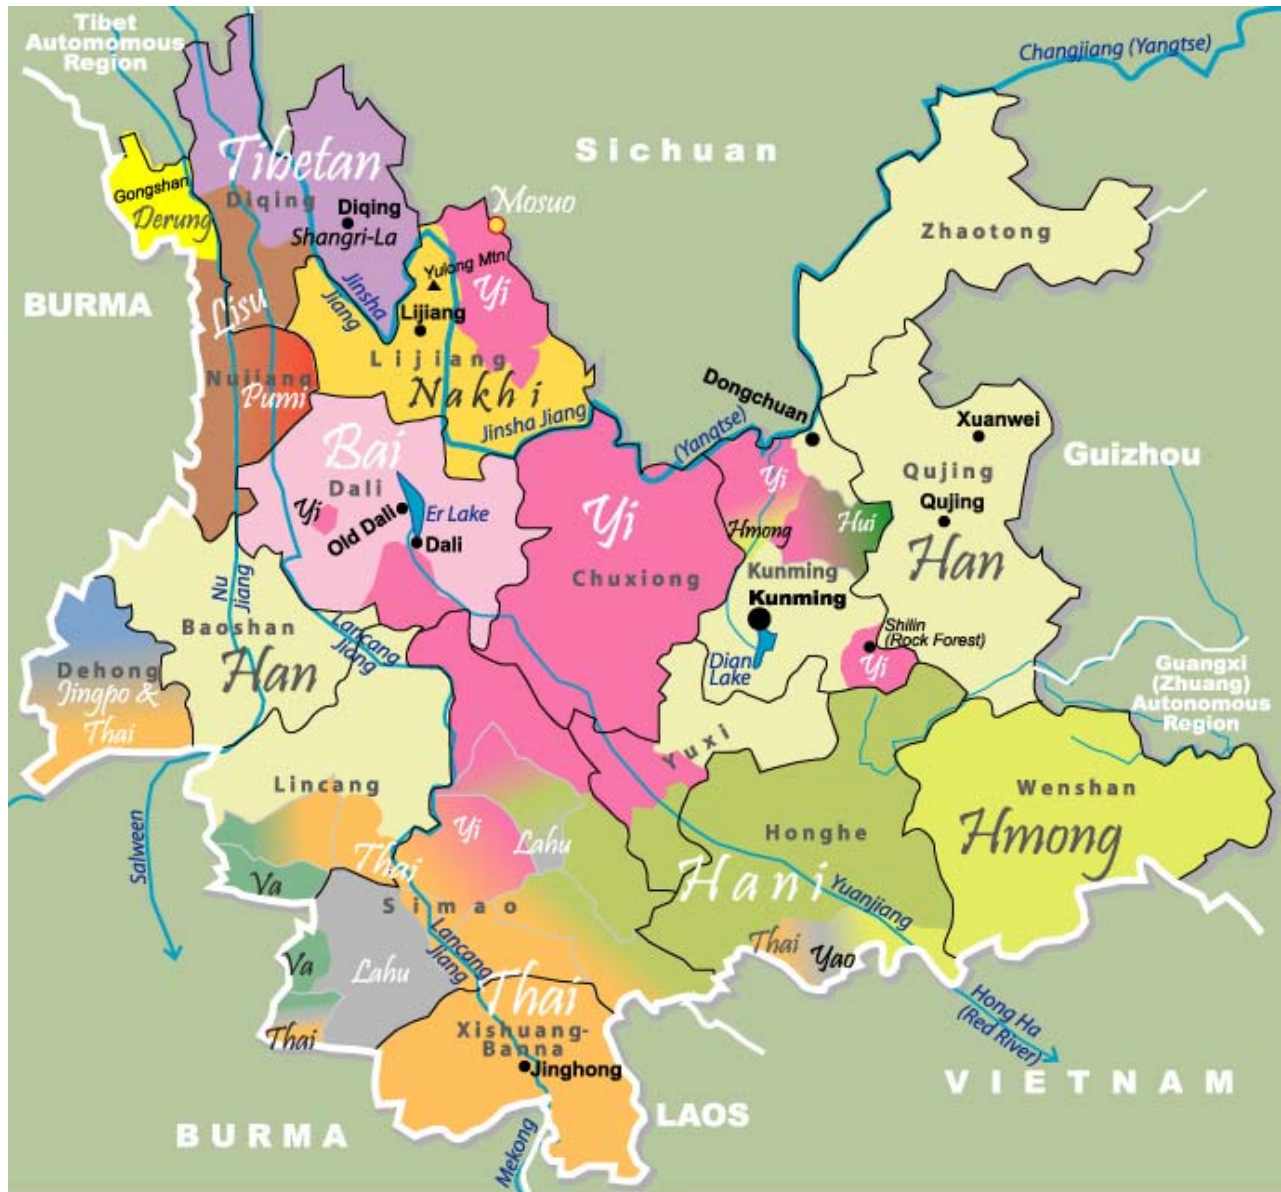 Tibet
Automomous
Region
Changjiang (Yangtse)
Sichuan
Tibetan
Gongshan
Derung
Diqing
Diqing
Shangri-La
Mosuo
Zhaotong
BURMA
Lisu
Jinsha
Jiang
Yulong Mtn
Yi
Lijiang
Lijiang
Nakhi
Nujiang
Pumi
Jinsha Jiang
(Yangtse)
Dongchuan
Xuanwei
Guizhou
Bai
Dali
Yi
Old Dali
Er Lake
Dali
Yi
Chuxiong
Yi
Hmong
Hui
Qujing
Qujing
Han
Kunming
Kunming
Nu
Jiang
Lancang
Jiang
Baoshan
Han
Dian
Lake
Shilin
(Rock Forest)
Yi
Dehong
Jingpo &
Thai
Guangxi
(Zhuang)
Autonomous
Region
Yuxi
Lincang
Wenshan
Hmong
Salween
Yi
Lahu
Thai
Va
Simao
Honghe
Hani
Yuanjiang
Thai
Yao
Va
Lahu
Lancang
Jiang
Thai
Thai
Xishuang-
Banna
Jinghong
Hong Ha
(Red River)
VIETNAM
BURMA
LAOS
Mekong